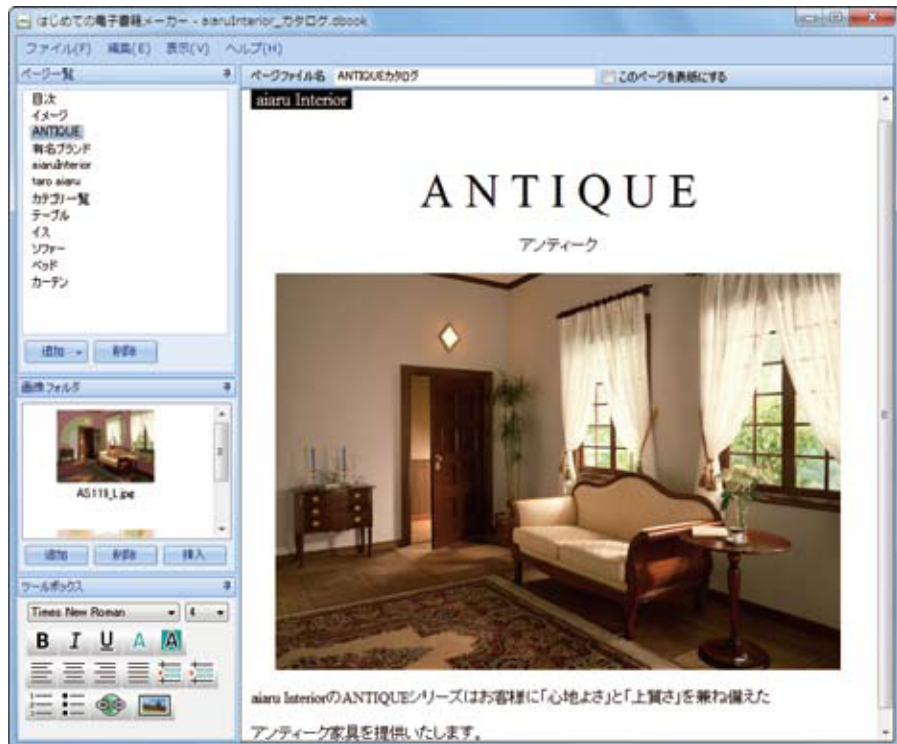 はじめての電子書籍メーカー - aiaruInterior_カタログ.dbook
ファイル(F) 編集(E) 表示(V) ヘルプ(H)
ページ一覧
目次
イメージ
ANTIQUE
有名ブランド
aiaruInterior
taro aiaru
カテゴリ一覧
テーブル
イス
ソファー
ベッド
カーテン
追加 削除
画像フォルダ
AS119_L.jpg
追加 削除 挿入
ツールボックス
Times New Roman 4
B I U A A
ページファイル名 ANTIQUEカタログ このページを表紙にする
aiaru Interior
ANTIQUE
アンティーク
aiaru InteriorのANTIQUEシリーズはお客様に「心地よさ」と「上質さ」を兼ね備えた
アンティーク家具を提供いたします。